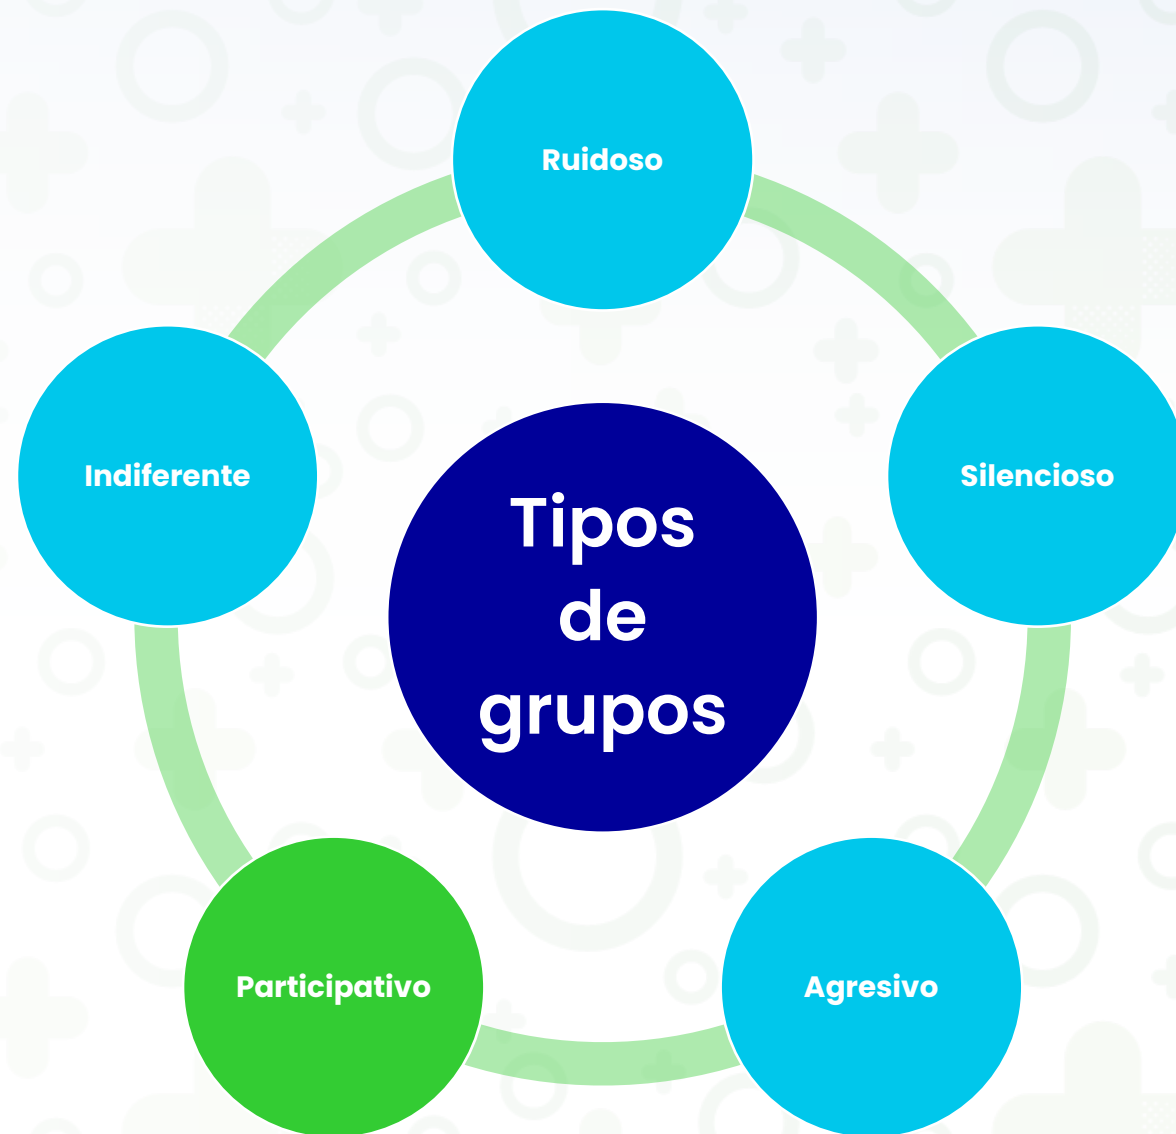 Ruidoso
Indiferente
Silencioso
Tipos
de
grupos
Participativo
Agresivo